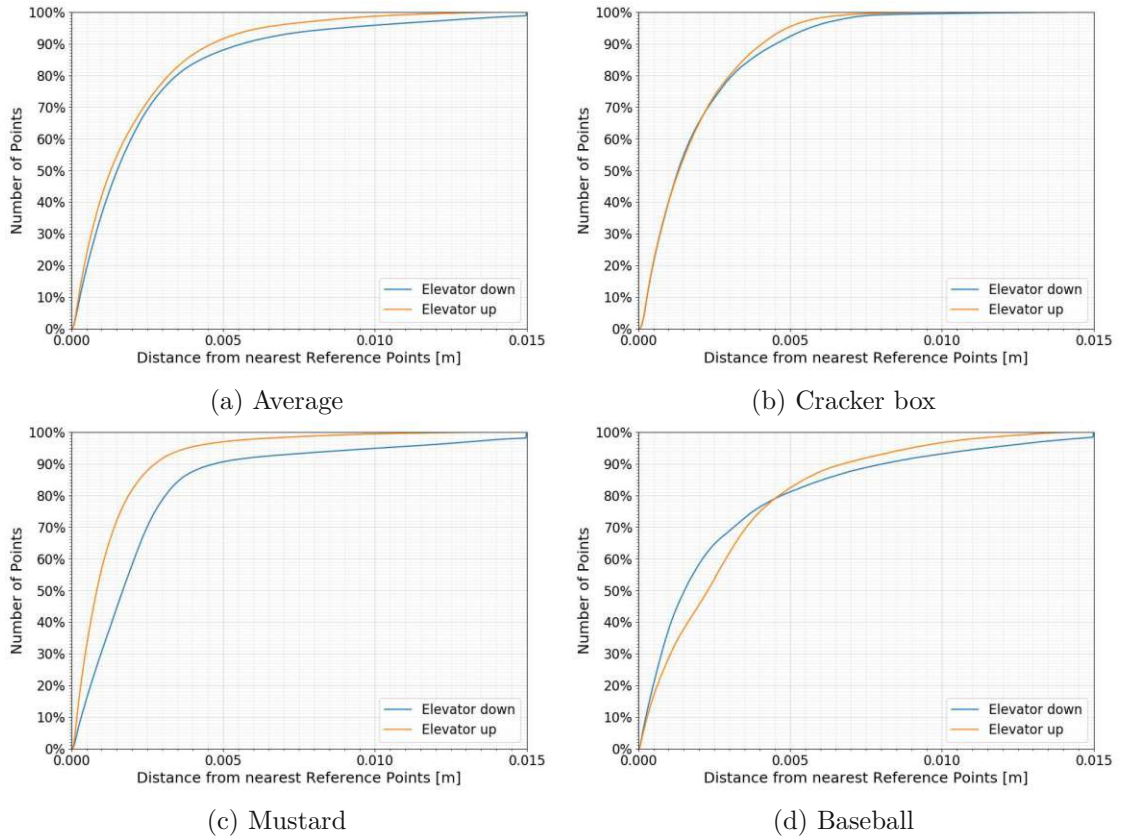 100%
90%
80%
70%
60%
50%
40%
30%
20%
10%
0%
Number of Points
Elevator down
Elevator up
0.000 0.005 0.010 0.015
Distance from nearest Reference Points [m]
(a) Average
100%
90%
80%
70%
60%
50%
40%
30%
20%
10%
0%
Number of Points
Elevator down
Elevator up
0.000 0.005 0.010 0.015
Distance from nearest Reference Points [m]
(b) Cracker box
100%
90%
80%
70%
60%
50%
40%
30%
20%
10%
0%
Number of Points
Elevator down
Elevator up
0.000 0.005 0.010 0.015
Distance from nearest Reference Points [m]
(c) Mustard
100%
90%
80%
70%
60%
50%
40%
30%
20%
10%
0%
Number of Points
Elevator down
Elevator up
0.000 0.005 0.010 0.015
Distance from nearest Reference Points [m]
(d) Baseball